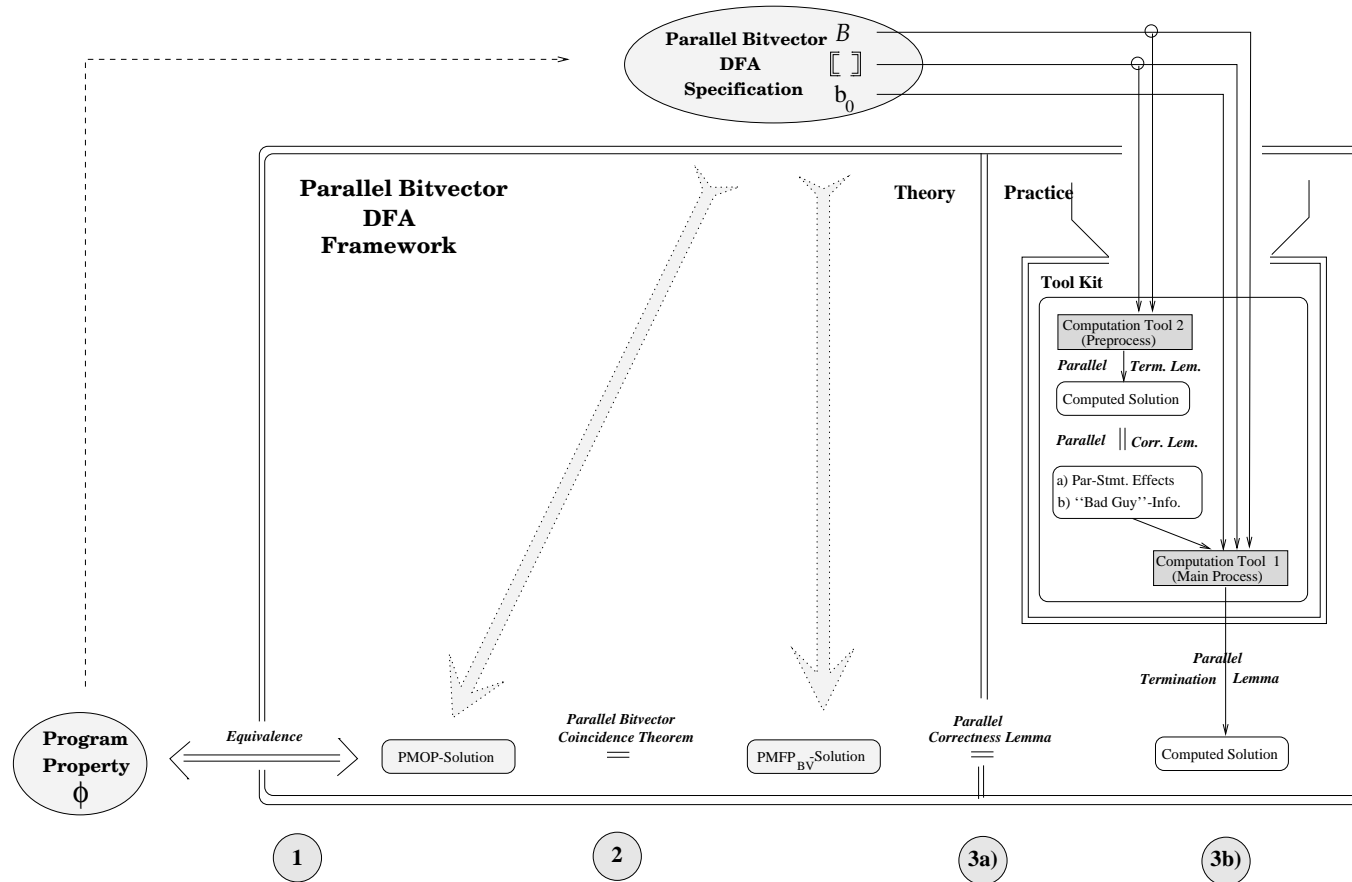 Parallel Bitvector
DFA
Specification
B
[[ ]]
b0
Parallel Bitvector
DFA
Framework
Theory
Practice
Tool Kit
Computation Tool 2
(Preprocess)
Parallel Term. Lem.
Computed Solution
Parallel Corr. Lem.
a) Par-Stmt. Effects
b) ‘‘Bad Guy’’-Info.
Computation Tool 1
(Main Process)
Parallel
Termination Lemma
Computed Solution
Program
Property
ϕ
Equivalence
PMOP-Solution
Parallel Bitvector
Coincidence Theorem
=
PMFP BV-Solution
Parallel
Correctness Lemma
=
1
2
3a)
3b)